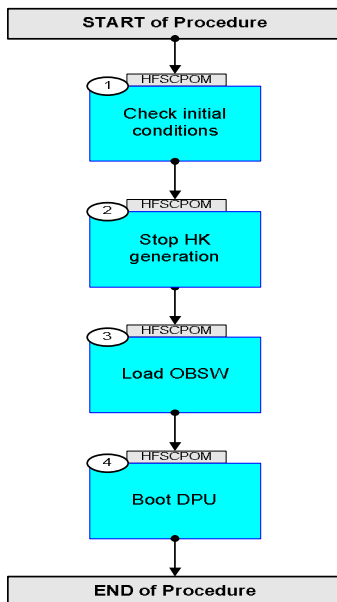 START of Procedure
HFSCPOM
1
Check initial
conditions
HFSCPOM
2
Stop HK
generation
HFSCPOM
3
Load OBSW
HFSCPOM
4
Boot DPU
END of Procedure